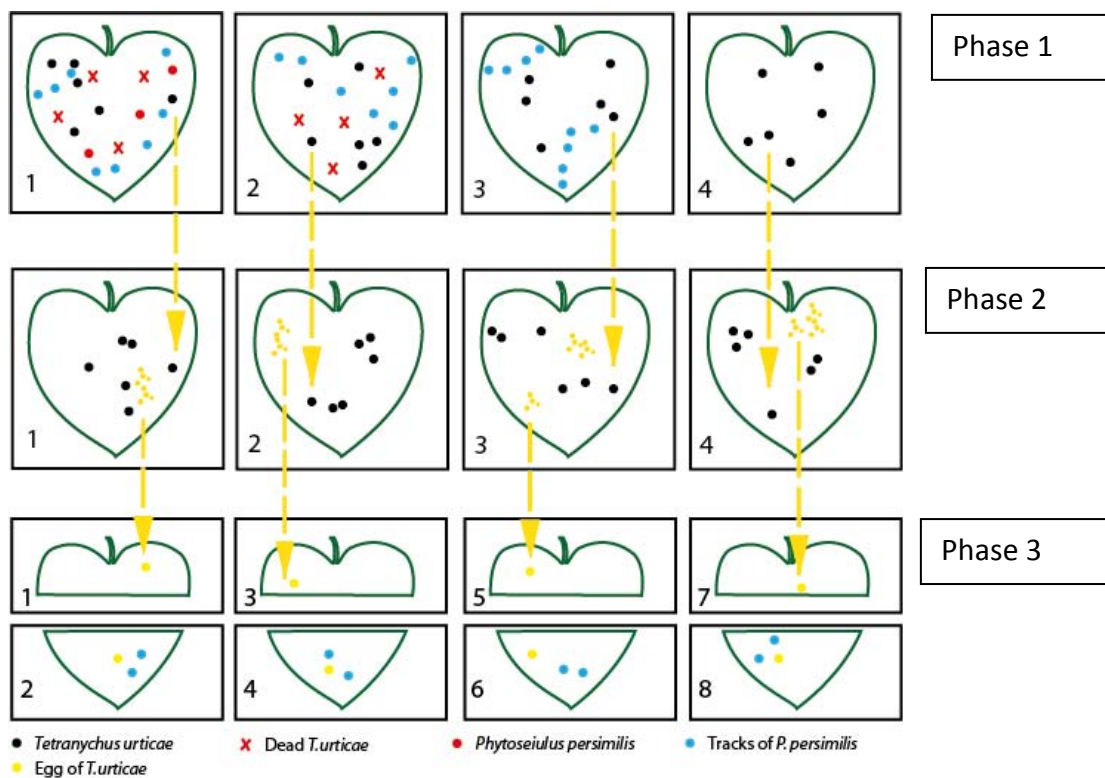 Phase 1
1
2
3
4
Phase 2
1
2
3
4
Phase 3
1
3
5
7
2
4
6
8
Tetranychus urticae
Dead T.urticae
Phytoseiulus persimilis
Tracks of P. persimilis
Egg of T.urticae